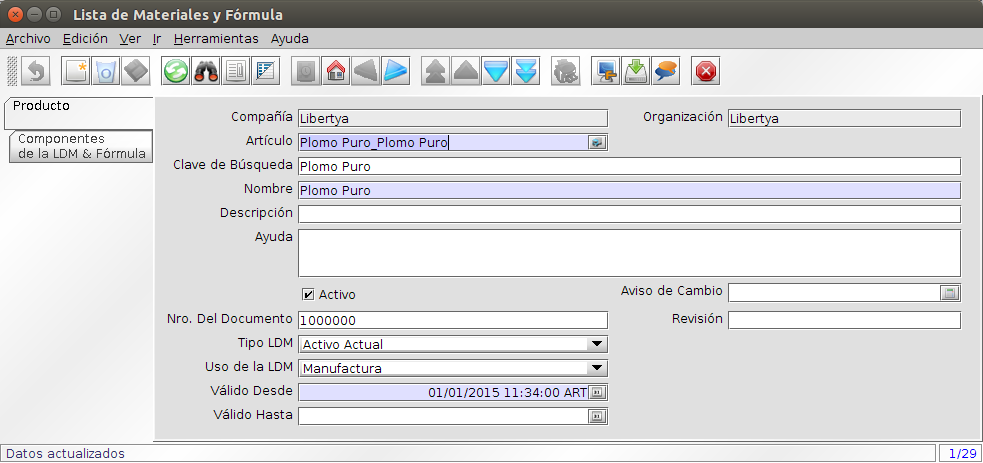 Lista de Materiales y Fórmula
Archivo Edición Ver Ir Herramientas Ayuda
Producto
Componentes
de la LDM & Fórmula
Compañía Libertya Organización Libertya
Artículo Plomo Puro_Plomo Puro
Clave de Búsqueda Plomo Puro
Nombre Plomo Puro
Descripción
Ayuda
Activo Aviso de Cambio
Nro. Del Documento 1000000 Revisión
Tipo LDM Activo Actual
Uso de la LDM Manufactura
Válido Desde 01/01/2015 11:34:00 ART
Válido Hasta
Datos actualizados 1/29